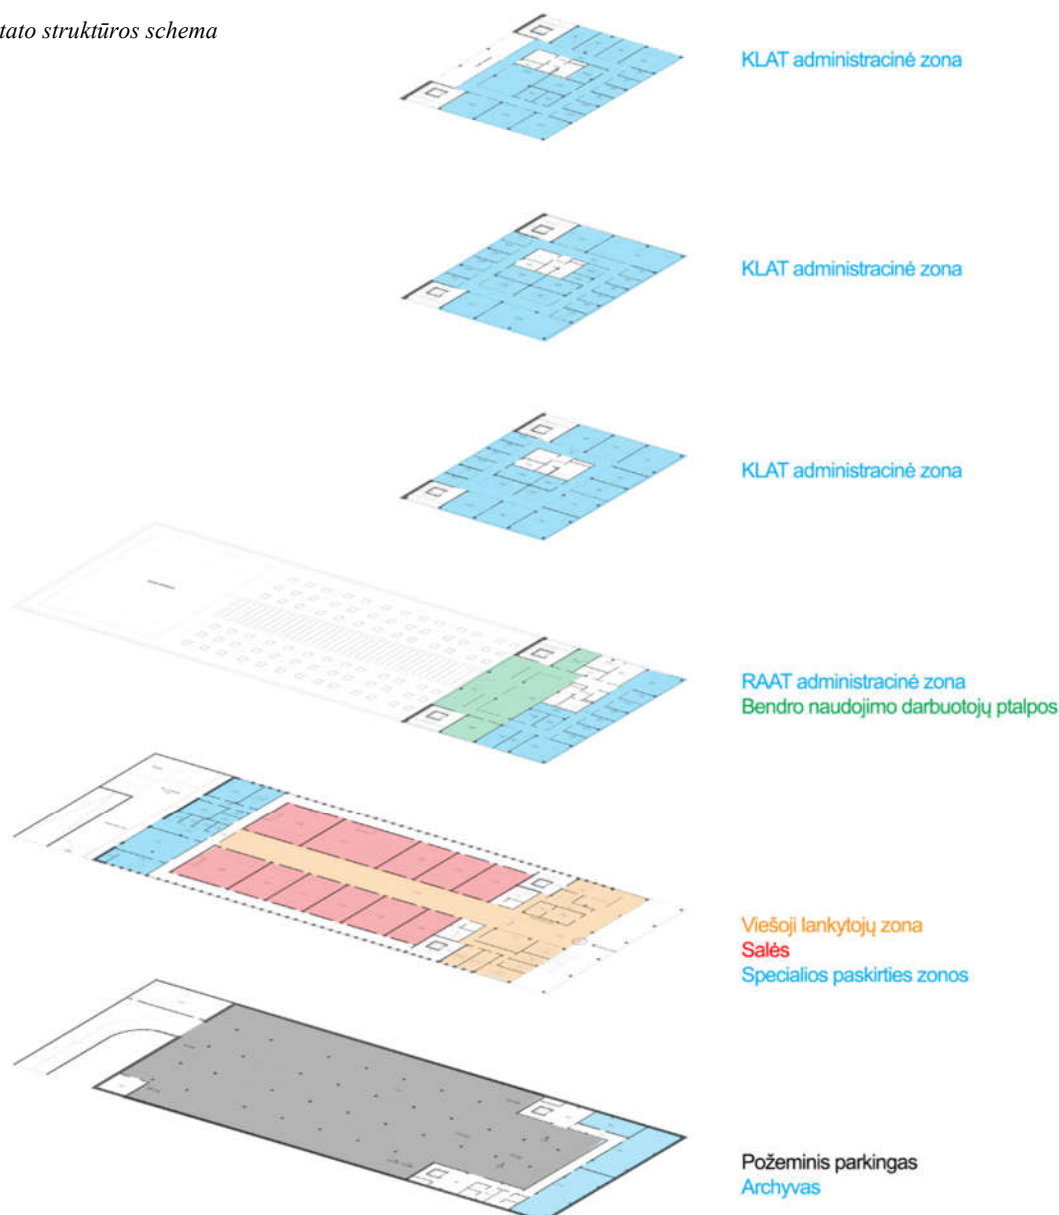 tato struktūros schema
KLAT administracinė zona
KLAT administracinė zona
KLAT administracinė zona
RAAT administracinė zona
Bendro naudojimo darbuotojų ptalpos
Viešoji lankytojų zona
Salės
Specialios paskirties zonos
Požeminis parkingas
Archyvas